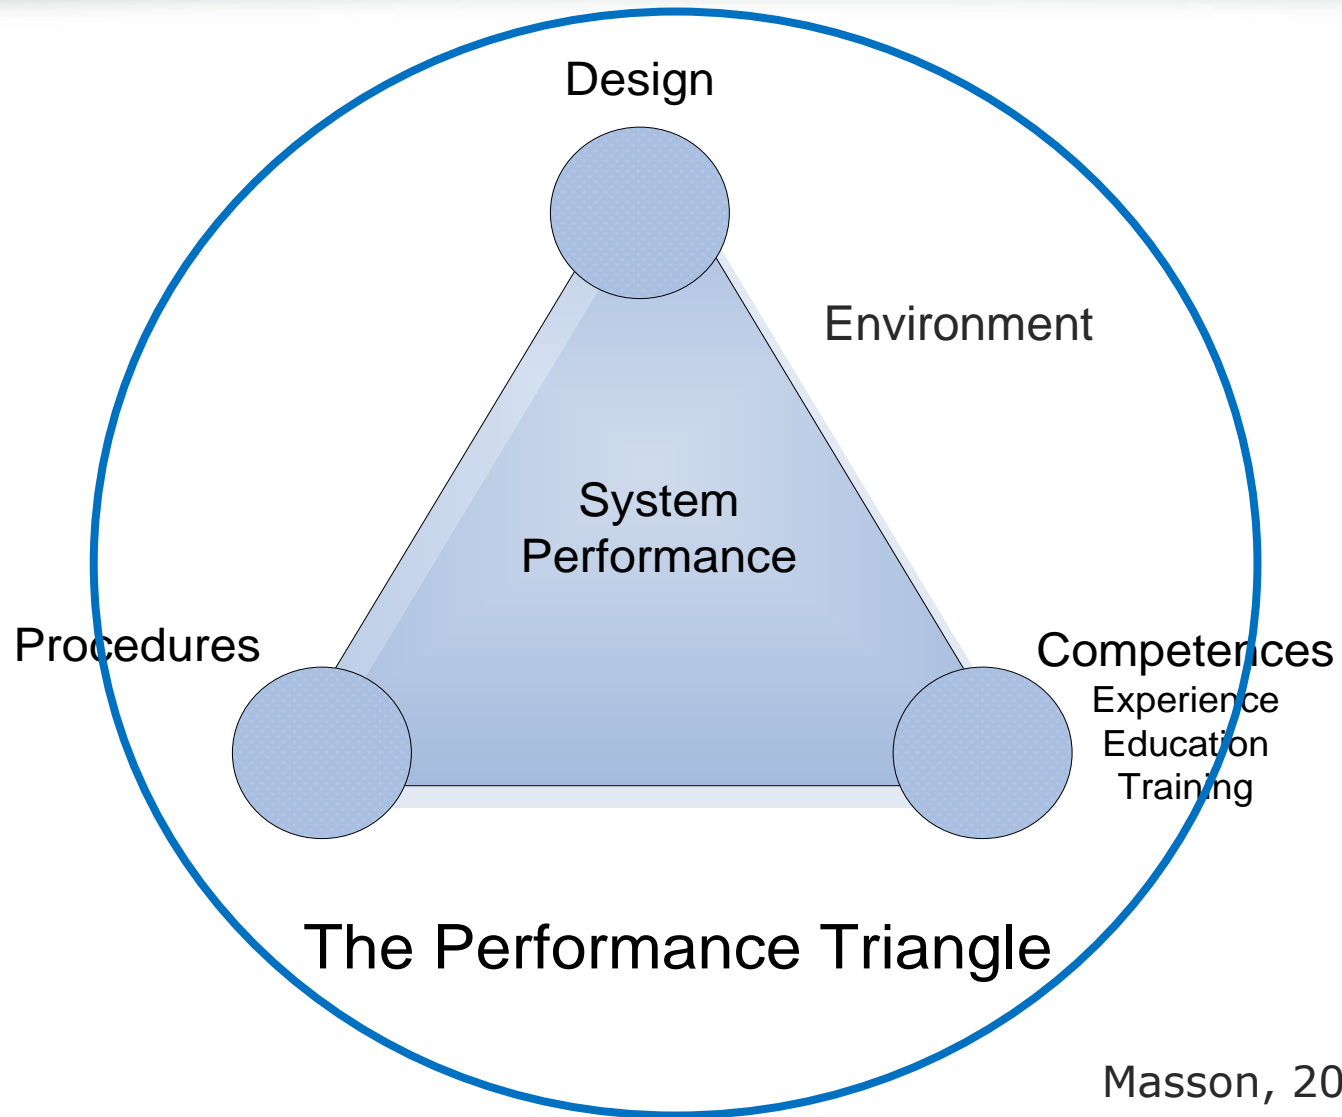 Design
Environment
System
Performance
Procedures
Competences
Experience
Education
Training
The Performance Triangle
Masson, 20